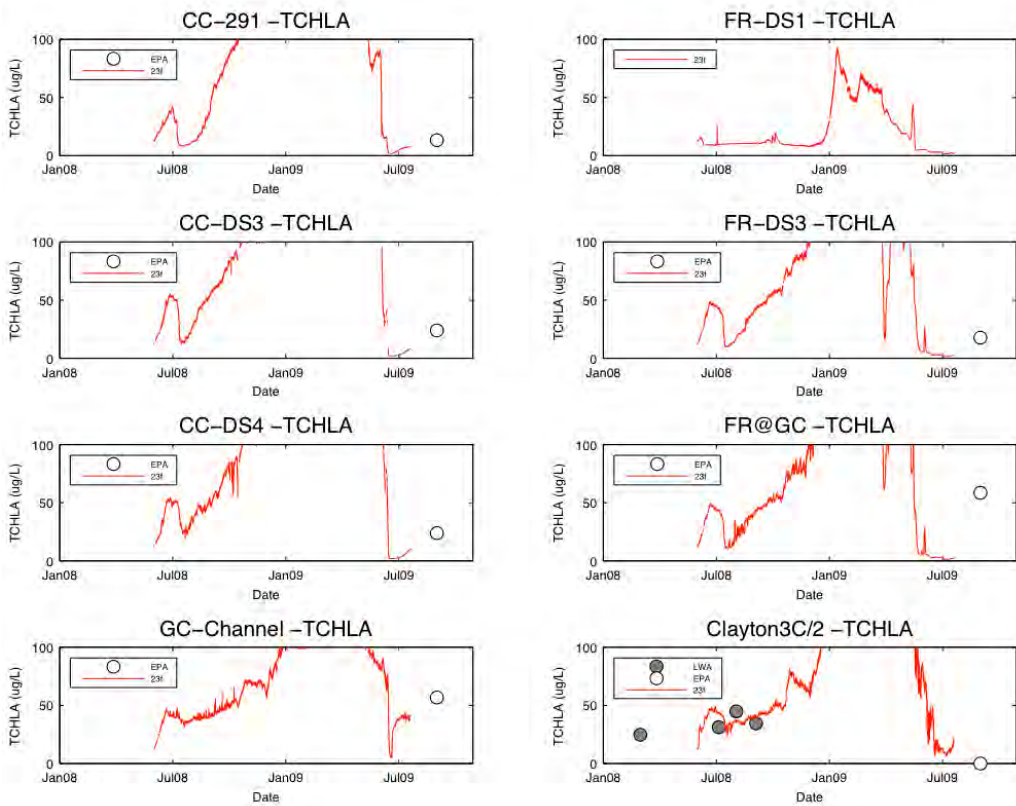 CC-291 -TCHLA
TCHLA (ug/L)
100
50
0
EPA
23f
Jan08 Jul08 Jan09 Jul09
Date
FR-DS1 -TCHLA
TCHLA (ug/L)
100
50
0
23f
Jan08 Jul08 Jan09 Jul09
Date
CC-DS3 -TCHLA
TCHLA (ug/L)
100
50
0
EPA
23f
Jan08 Jul08 Jan09 Jul09
Date
FR-DS3 -TCHLA
TCHLA (ug/L)
100
50
0
EPA
23f
Jan08 Jul08 Jan09 Jul09
Date
CC-DS4 -TCHLA
TCHLA (ug/L)
100
50
0
EPA
23f
Jan08 Jul08 Jan09 Jul09
Date
FR@GC -TCHLA
TCHLA (ug/L)
100
50
0
EPA
23f
Jan08 Jul08 Jan09 Jul09
Date
GC-Channel -TCHLA
TCHLA (ug/L)
100
50
0
EPA
23f
Jan08 Jul08 Jan09 Jul09
Date
Clayton3C/2 -TCHLA
TCHLA (ug/L)
100
50
0
LWA
EPA
23f
Jan08 Jul08 Jan09 Jul09
Date